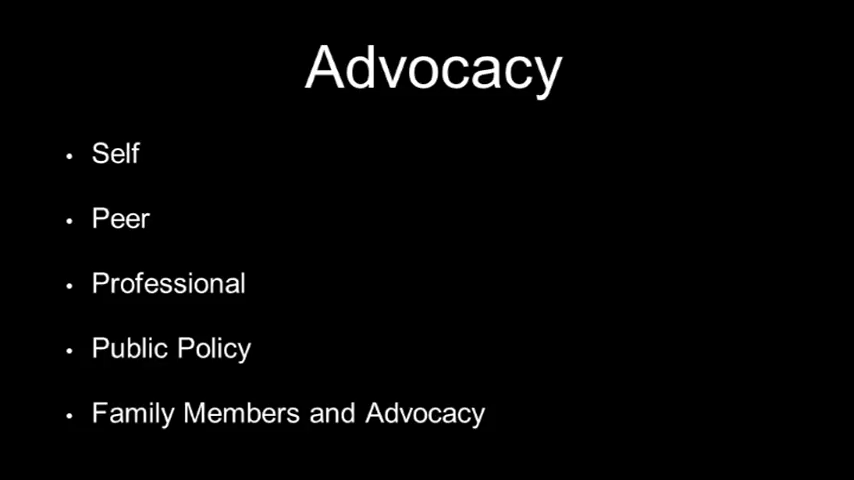 Advocacy
• Self
• Peer
• Professional
• Public Policy
• Family Members and Advocacy